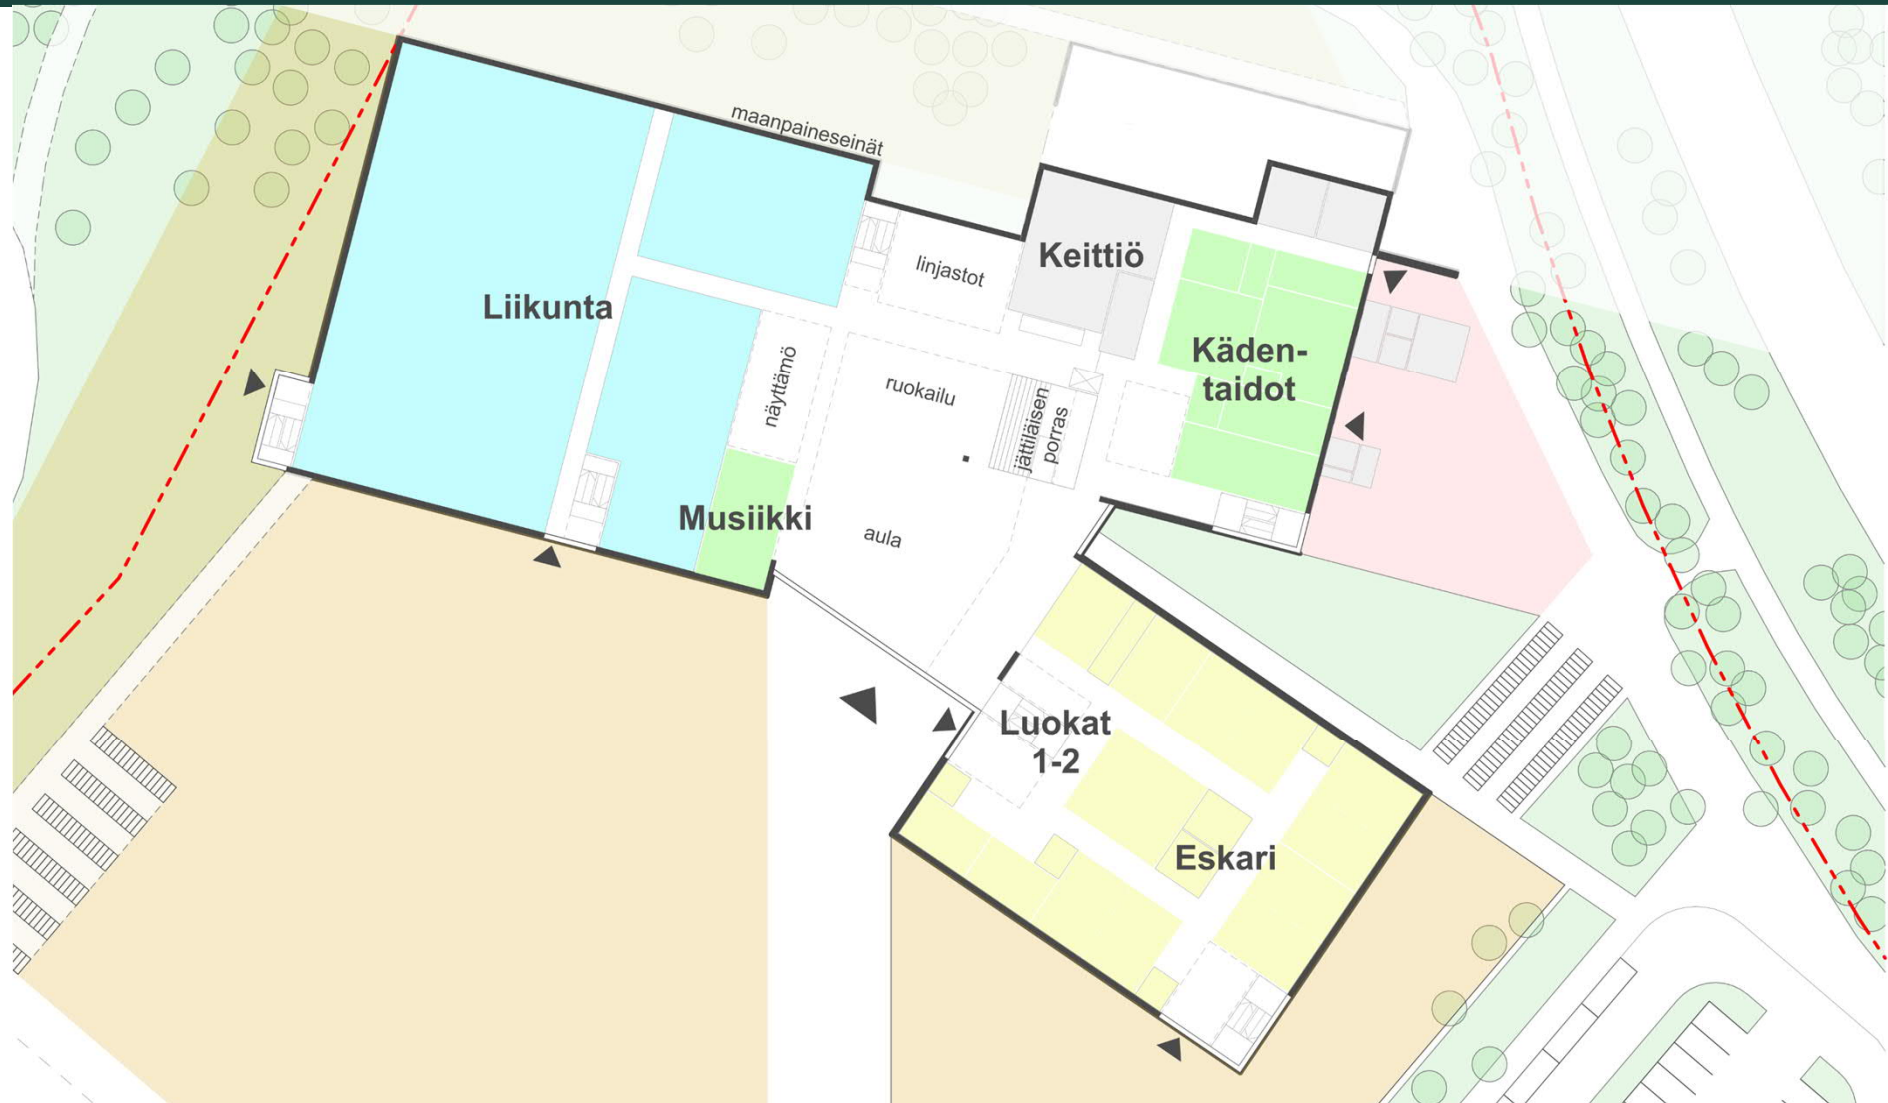 maanpaineseinät
linjastot
Keittiö
Liikunta
näyttämö
ruokailu
jättiläisen
porras
Käden-
taidot
Musiikki
aula
Luokat
1-2
Eskari